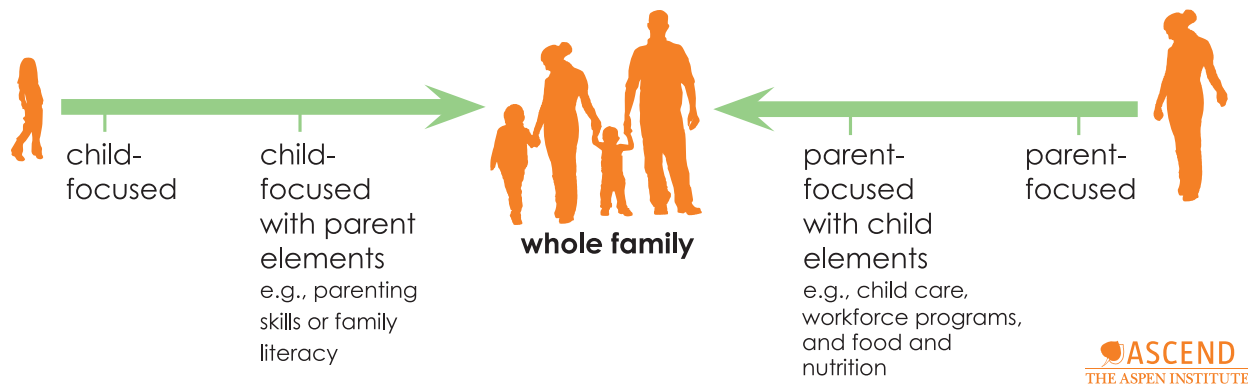 child-
focused
child-
focused
with parent
elements
e.g., parenting
skills or family
literacy
whole family
parent-
focused
with child
elements
e.g., child care,
workforce programs,
and food and
nutrition
parent-
focused
ASCEND
THE ASPEN INSTITUTE